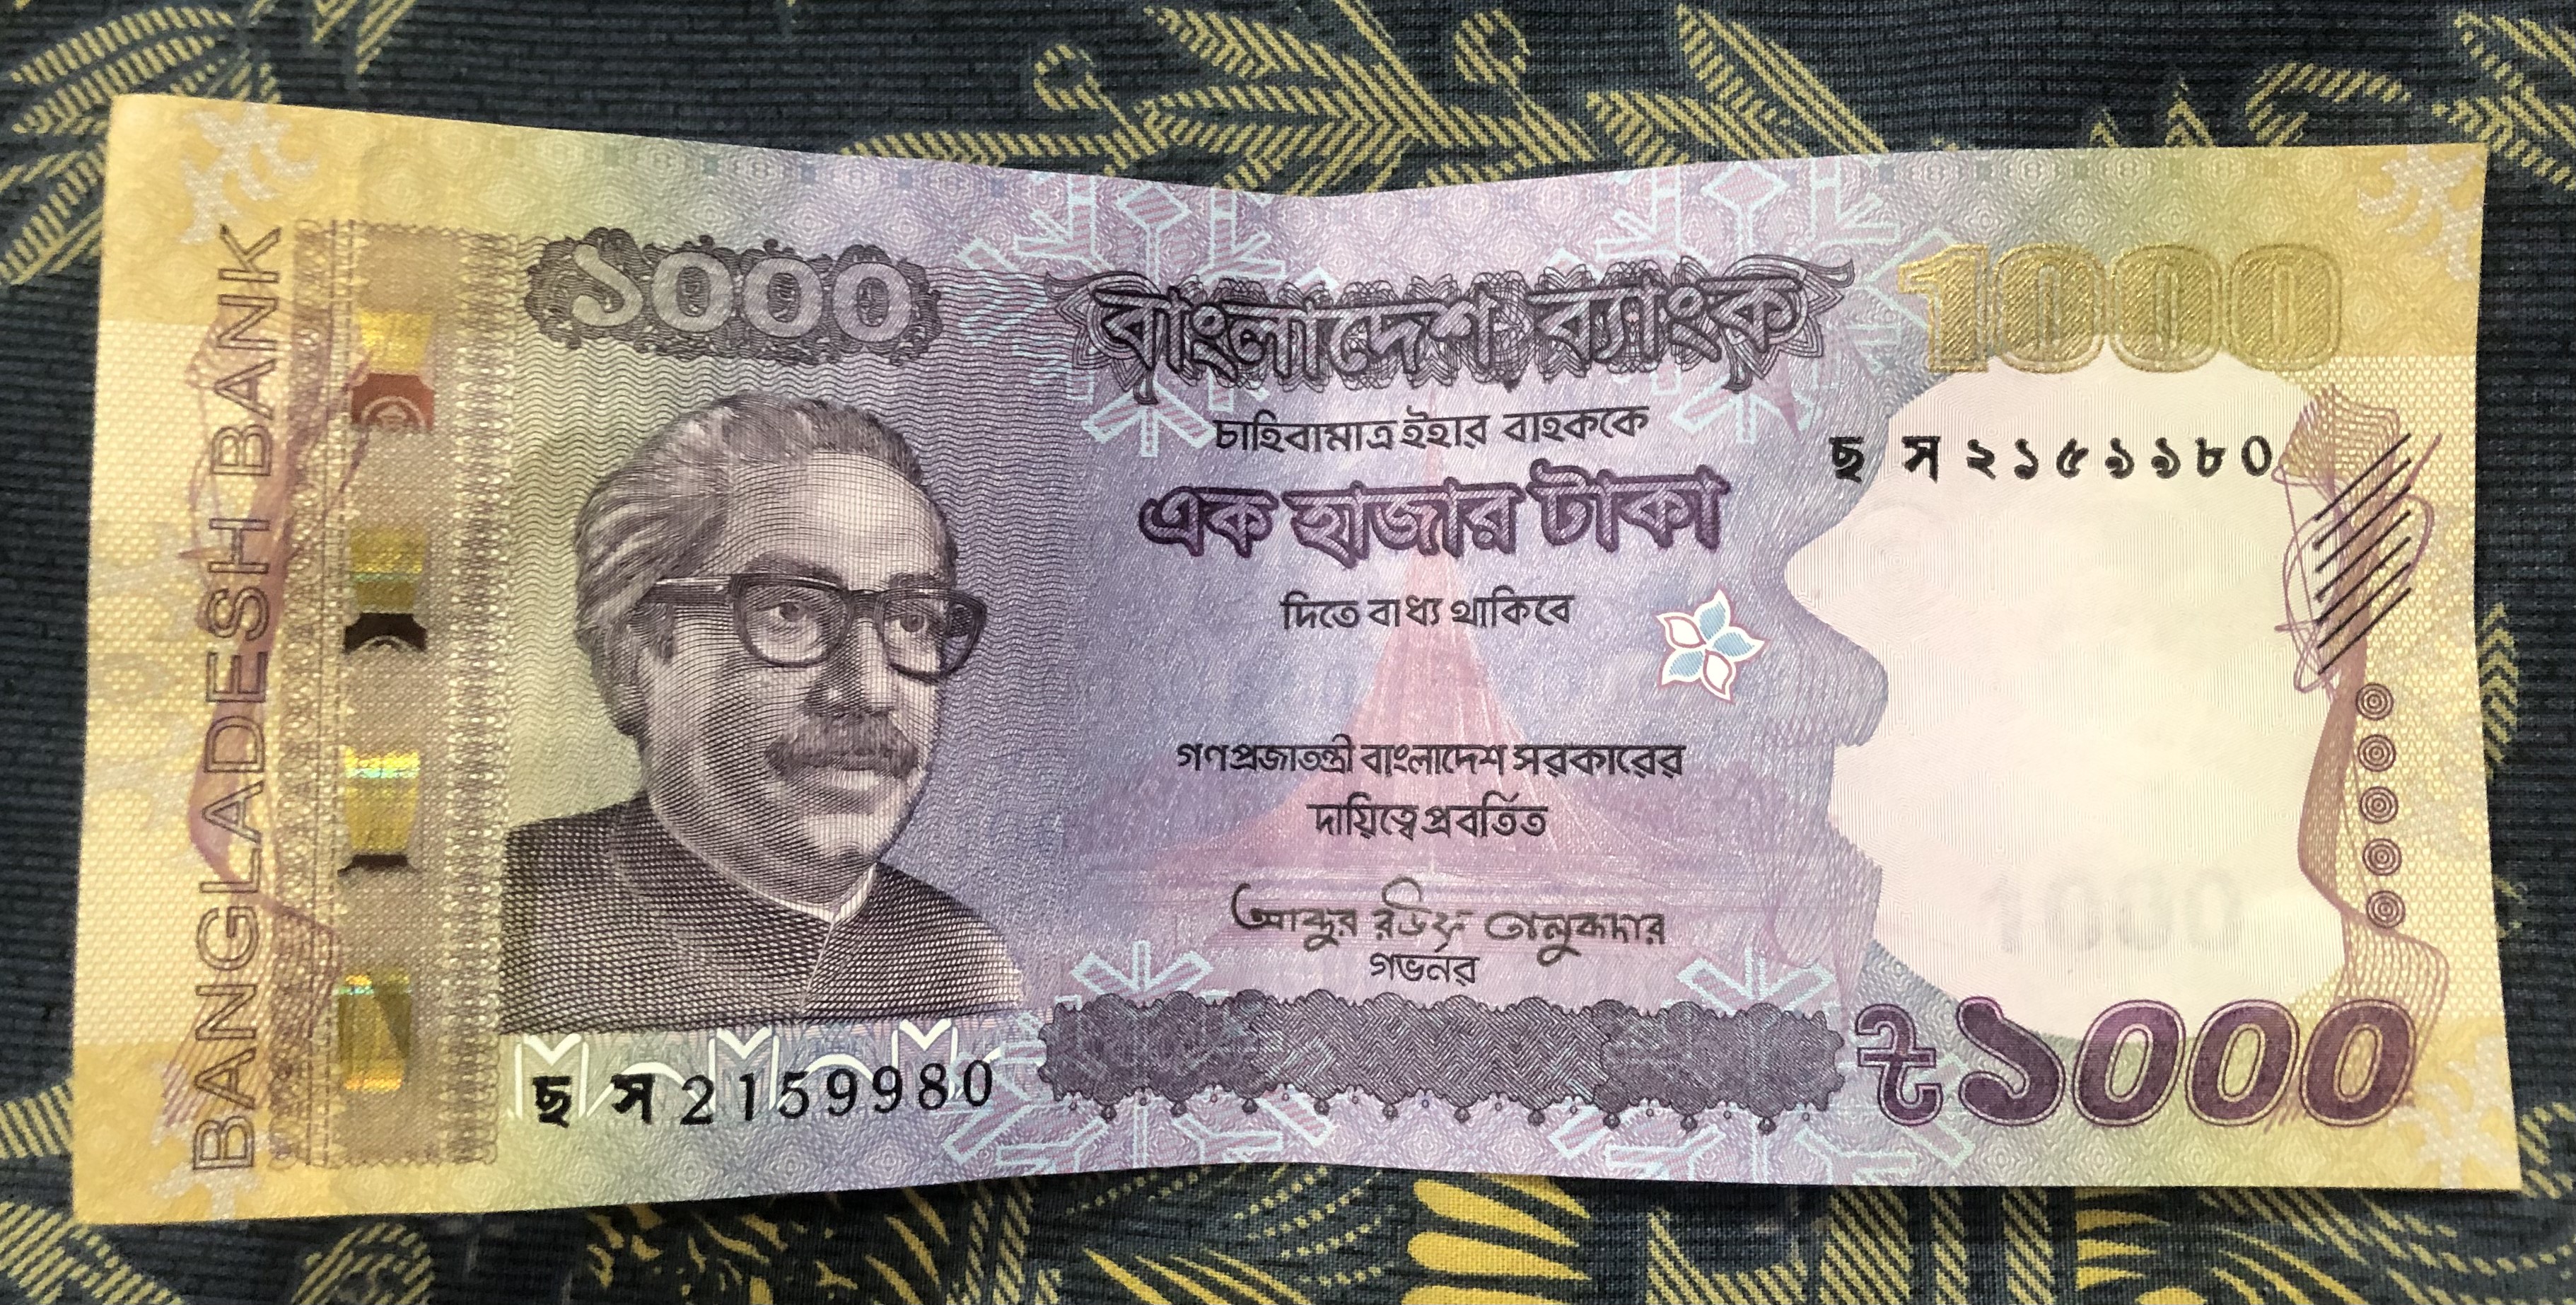 BANGLADESH BANK
১০০০
বাংলাদেশ ব্যাংক
1000
চাহিবামাত্র ইহার বাহককে
ছ স ২১৫৯৯৮০
এক হাজার টাকা
দিতে বাধ্য থাকিবে
গণপ্রজাতন্ত্রী বাংলাদেশ সরকারের
দায়িত্বে প্রবর্তিত
আব্দুর রউফ তালুকদার
গভর্নর
1000
ছ স 2159980
৳১০০০